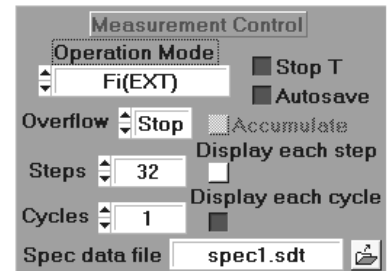 Measurement Control
Operation Mode
Fi(EXT)
Stop T
Autosave
Overflow Stop
Accumulate
Display each step
Steps 32
Display each cycle
Cycles 1
Spec data file spec1.sdt